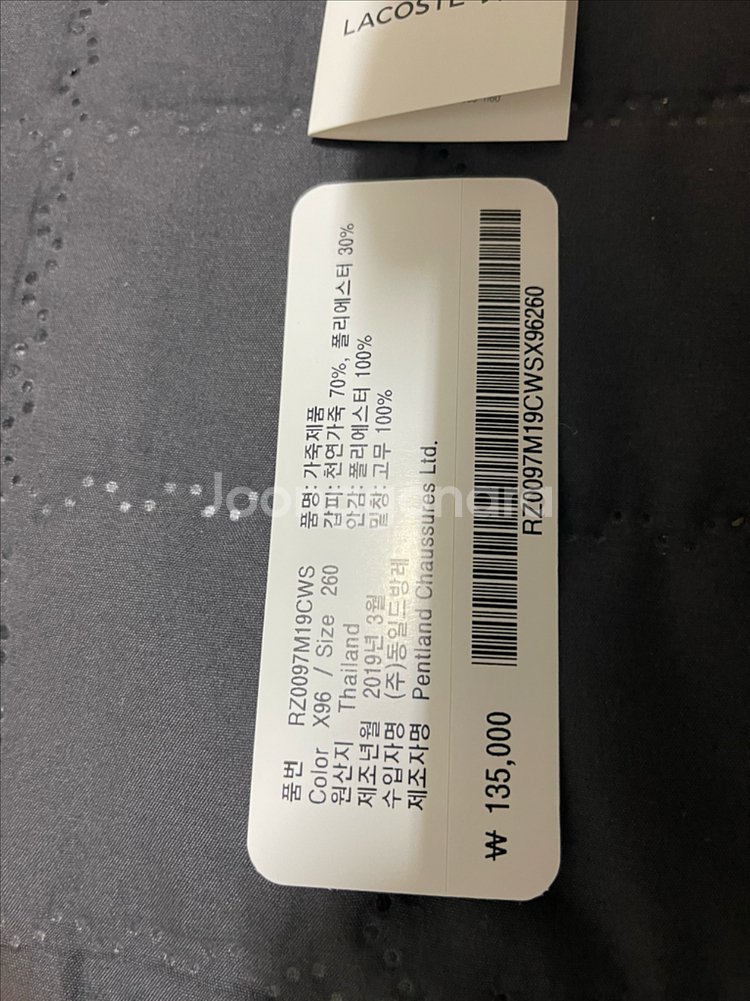 LACOSTE
품번 RZ0097M19CWS
Color X96 / Size 260
원산지 Thailand
제조년월 2019년 3월
수입자명 (주)동일드방레
제조자명 Pentland Chaussures Ltd.
품명: 가죽제품
갑피: 천연가죽 70%, 폴리에스터 30%
안감: 폴리에스터 100%
밑창: 고무 100%
₩ 135,000
RZ0097M19CWSX96260
Joonggonara